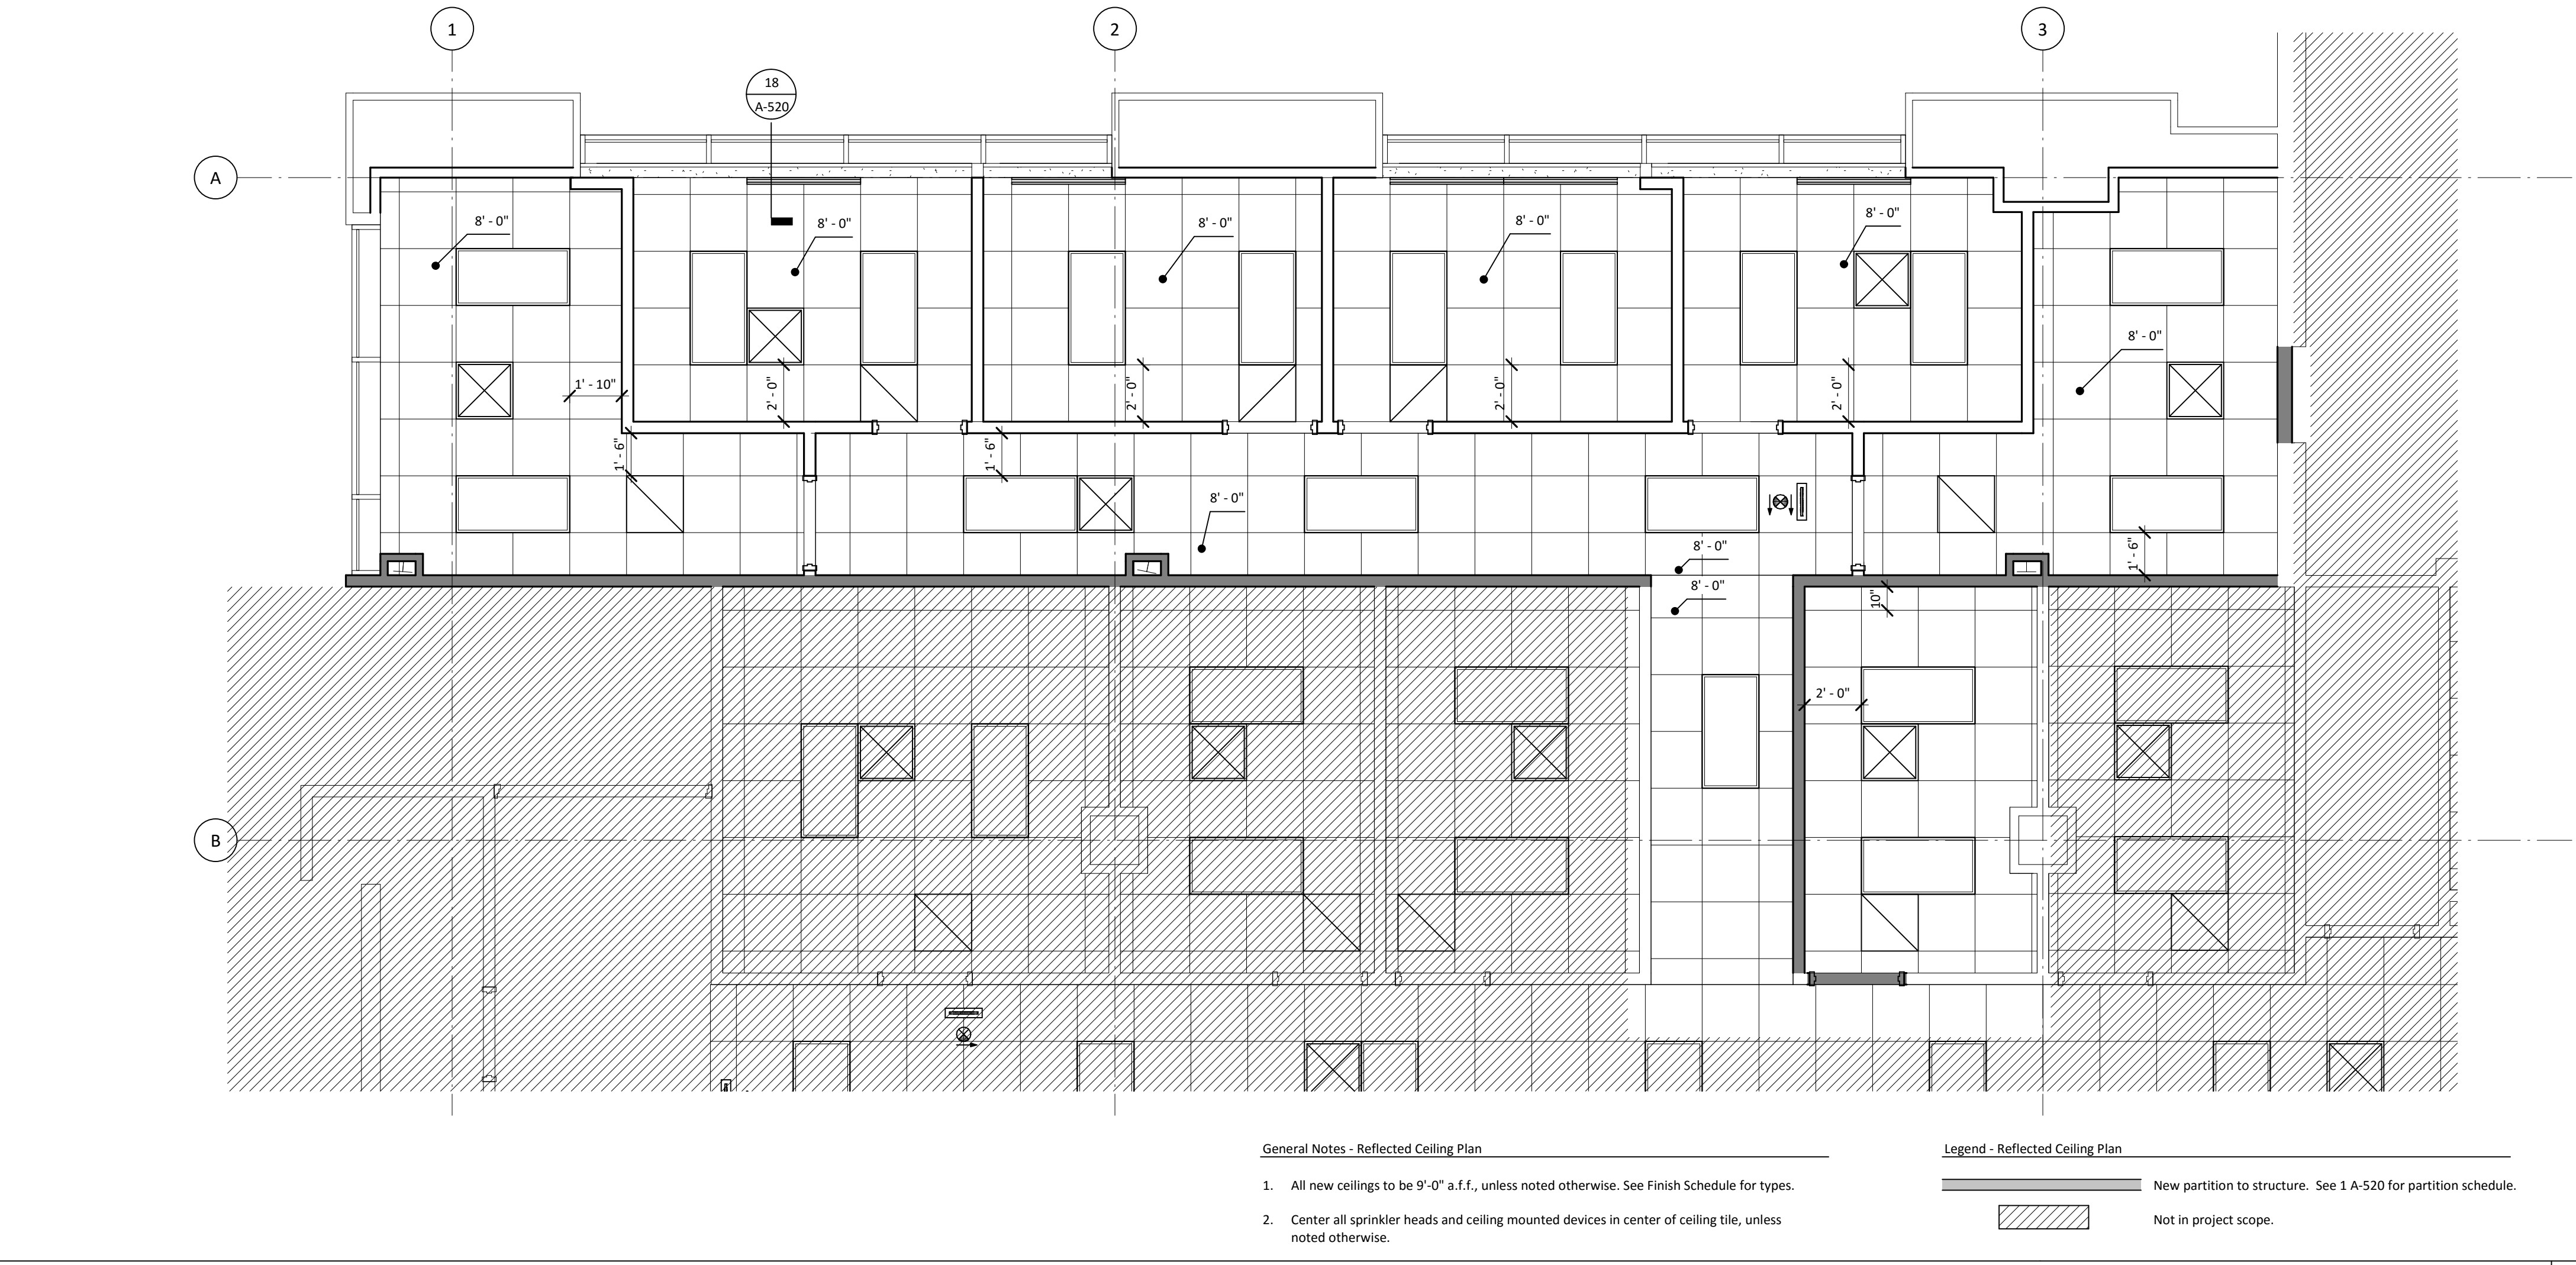 1
2
3
18
A-520
A
8' - 0"
8' - 0"
8' - 0"
8' - 0"
8' - 0"
8' - 0"
1' - 10"
2' - 0"
2' - 0"
2' - 0"
2' - 0"
1' - 6"
1' - 6"
8' - 0"
8' - 0"
1' - 6"
8' - 0"
10"
2' - 0"
B
General Notes - Reflected Ceiling Plan
1. All new ceilings to be 9'-0" a.f.f., unless noted otherwise. See Finish Schedule for types.
2. Center all sprinkler heads and ceiling mounted devices in center of ceiling tile, unless
noted otherwise.
Legend - Reflected Ceiling Plan
New partition to structure. See 1 A-520 for partition schedule.
Not in project scope.